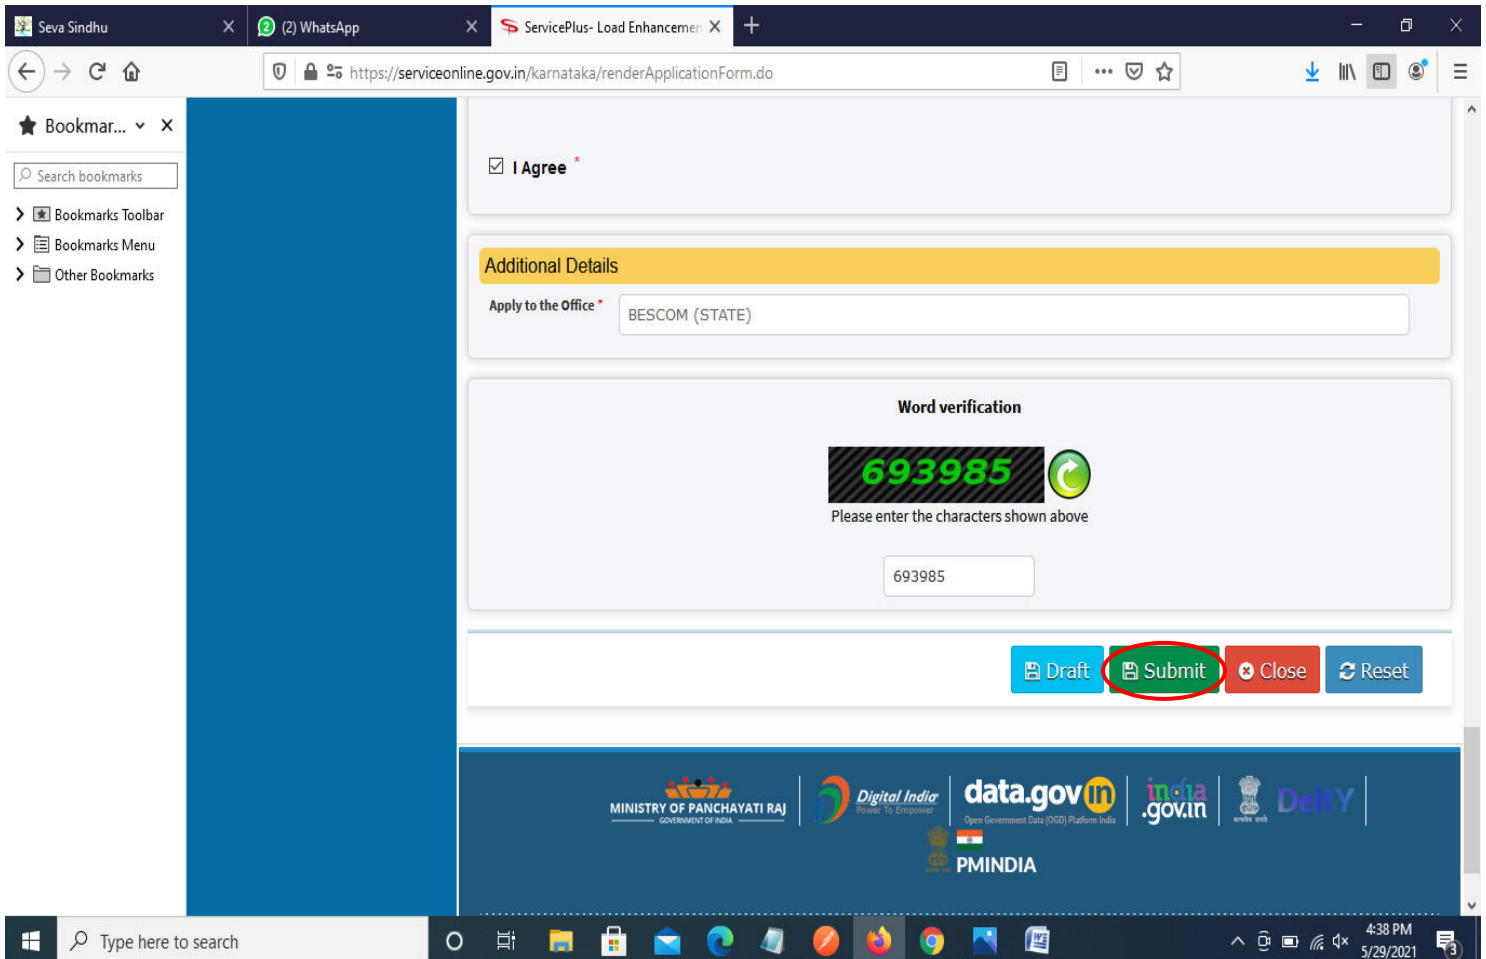 Seva Sindhu
(2) WhatsApp
ServicePlus- Load Enhancemen
https://serviceonline.gov.in/karnataka/renderApplicationForm.do
Bookmar...
Search bookmarks
Bookmarks Toolbar
Bookmarks Menu
Other Bookmarks
I Agree *
Additional Details
Apply to the Office *
BESCOM (STATE)
Word verification
693985
Please enter the characters shown above
693985
Draft
Submit
Close
Reset
MINISTRY OF PANCHAYATI RAJ
GOVERNMENT OF INDIA
Digital India
Power To Empower
data.gov in
Open Government Data (OGD) Platform India
india
.gov.in
सत्यमेव जयते
DeitY
PMINDIA
Type here to search
4:38 PM
5/29/2021
3